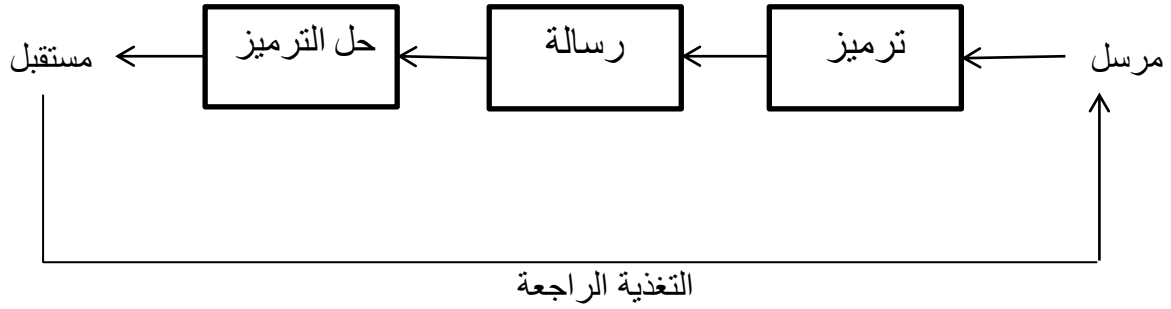 مرسل
ترميز
رسالة
حل الترميز
مستقبل
التغذية الراجعة